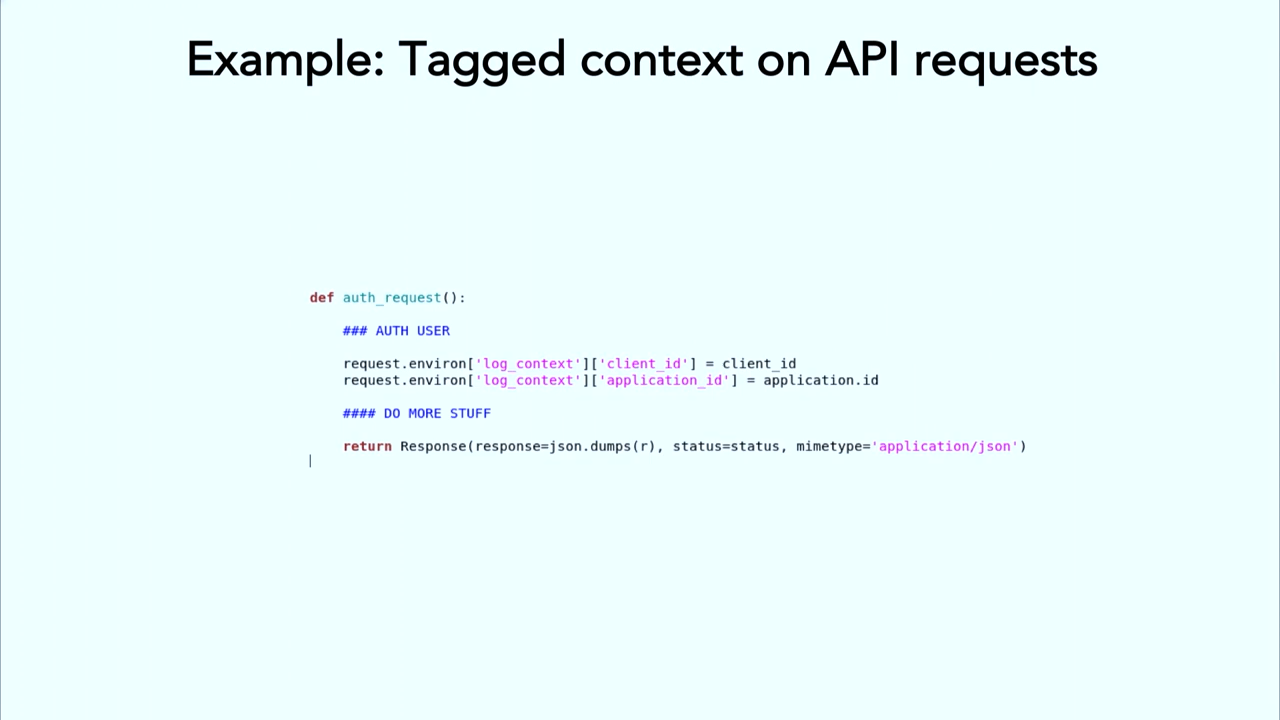 Example: Tagged context on API requests
def auth_request():
### AUTH USER
request.environ['log_context']['client_id'] = client_id
request.environ['log_context']['application_id'] = application.id
#### DO MORE STUFF
return Response(response=json.dumps(r), status=status, mimetype='application/json')